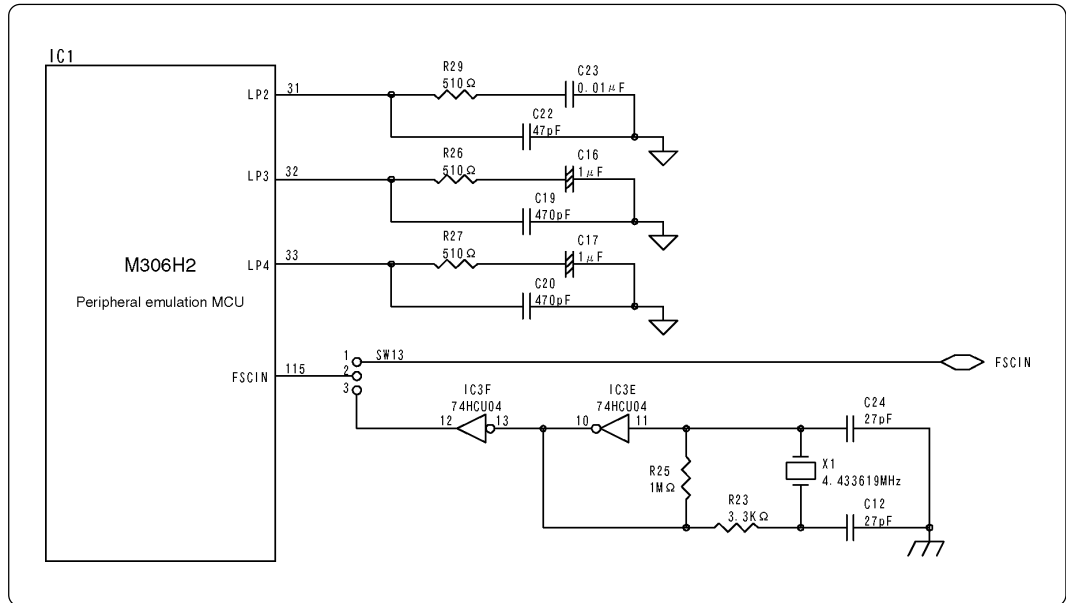 IC1
LP2
31
R29
510Ω
C23
0.01μF
C22
47pF
LP3
32
R26
510Ω
C16
1μF
C19
470pF
M306H2
Peripheral emulation MCU
LP4
33
R27
510Ω
C17
1μF
C20
470pF
FSCIN
115
1
2
3
SW13
FSCIN
IC3F
74HCU04
12
13
IC3E
74HCU04
10
11
C24
27pF
R25
1MΩ
X1
4.433619MHz
R23
3.3KΩ
C12
27pF